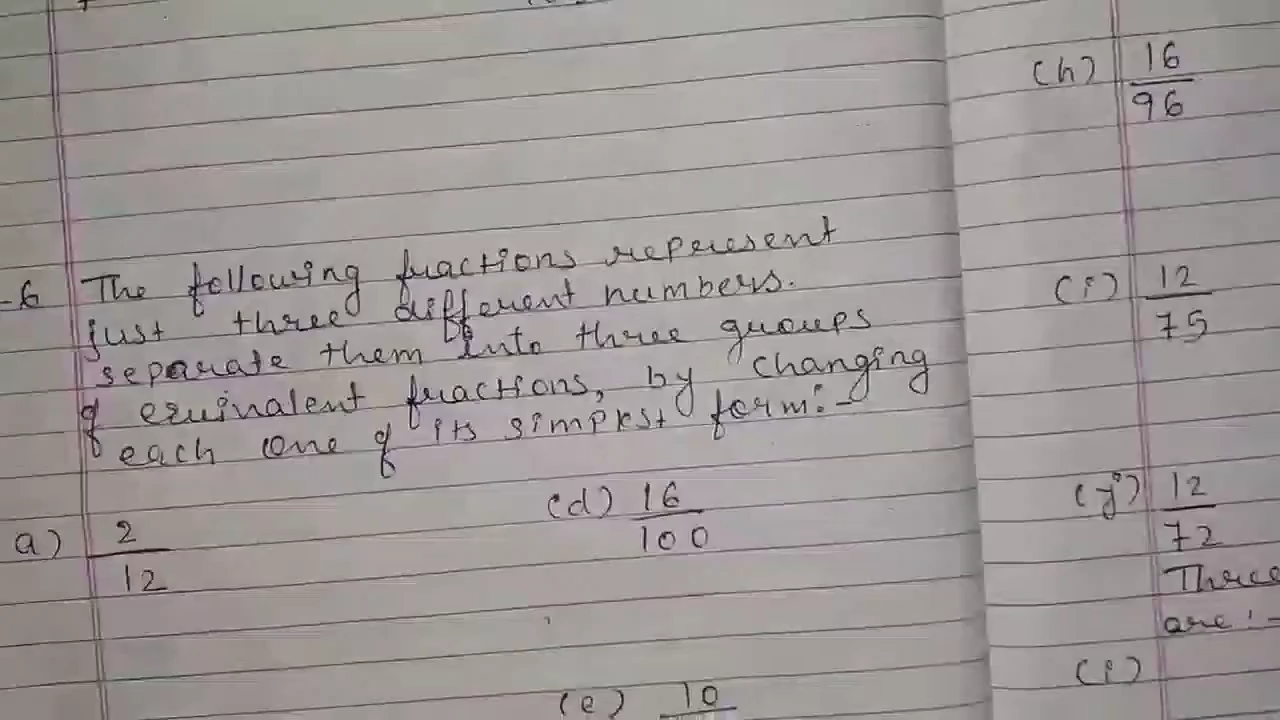 -6 The following fractions represent
just three different numbers.
separate them into three groups
of equivalent fractions, by changing
each one of its simplest form:-
a) 2
12
(d) 16
100
(e) 10
(h) 16
96
(i) 12
75
(j) 12
72
Three
are:-
(i)